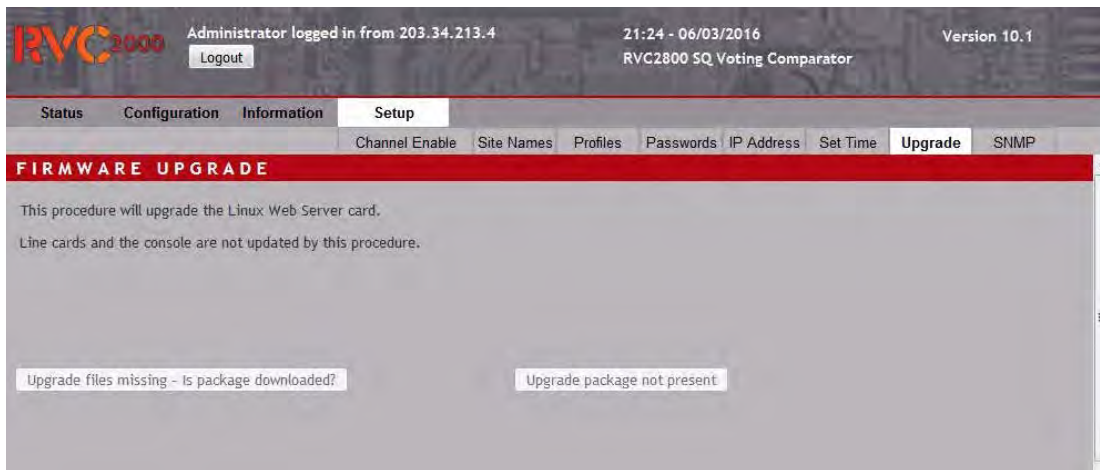 RVC2000
Administrator logged in from 203.34.213.4
Logout
21:24 - 06/03/2016
RVC2800 SQ Voting Comparator
Version 10.1
Status Configuration Information Setup
Channel Enable Site Names Profiles Passwords IP Address Set Time Upgrade SNMP
FIRMWARE UPGRADE
This procedure will upgrade the Linux Web Server card.
Line cards and the console are not updated by this procedure.
Upgrade files missing - Is package downloaded?
Upgrade package not present